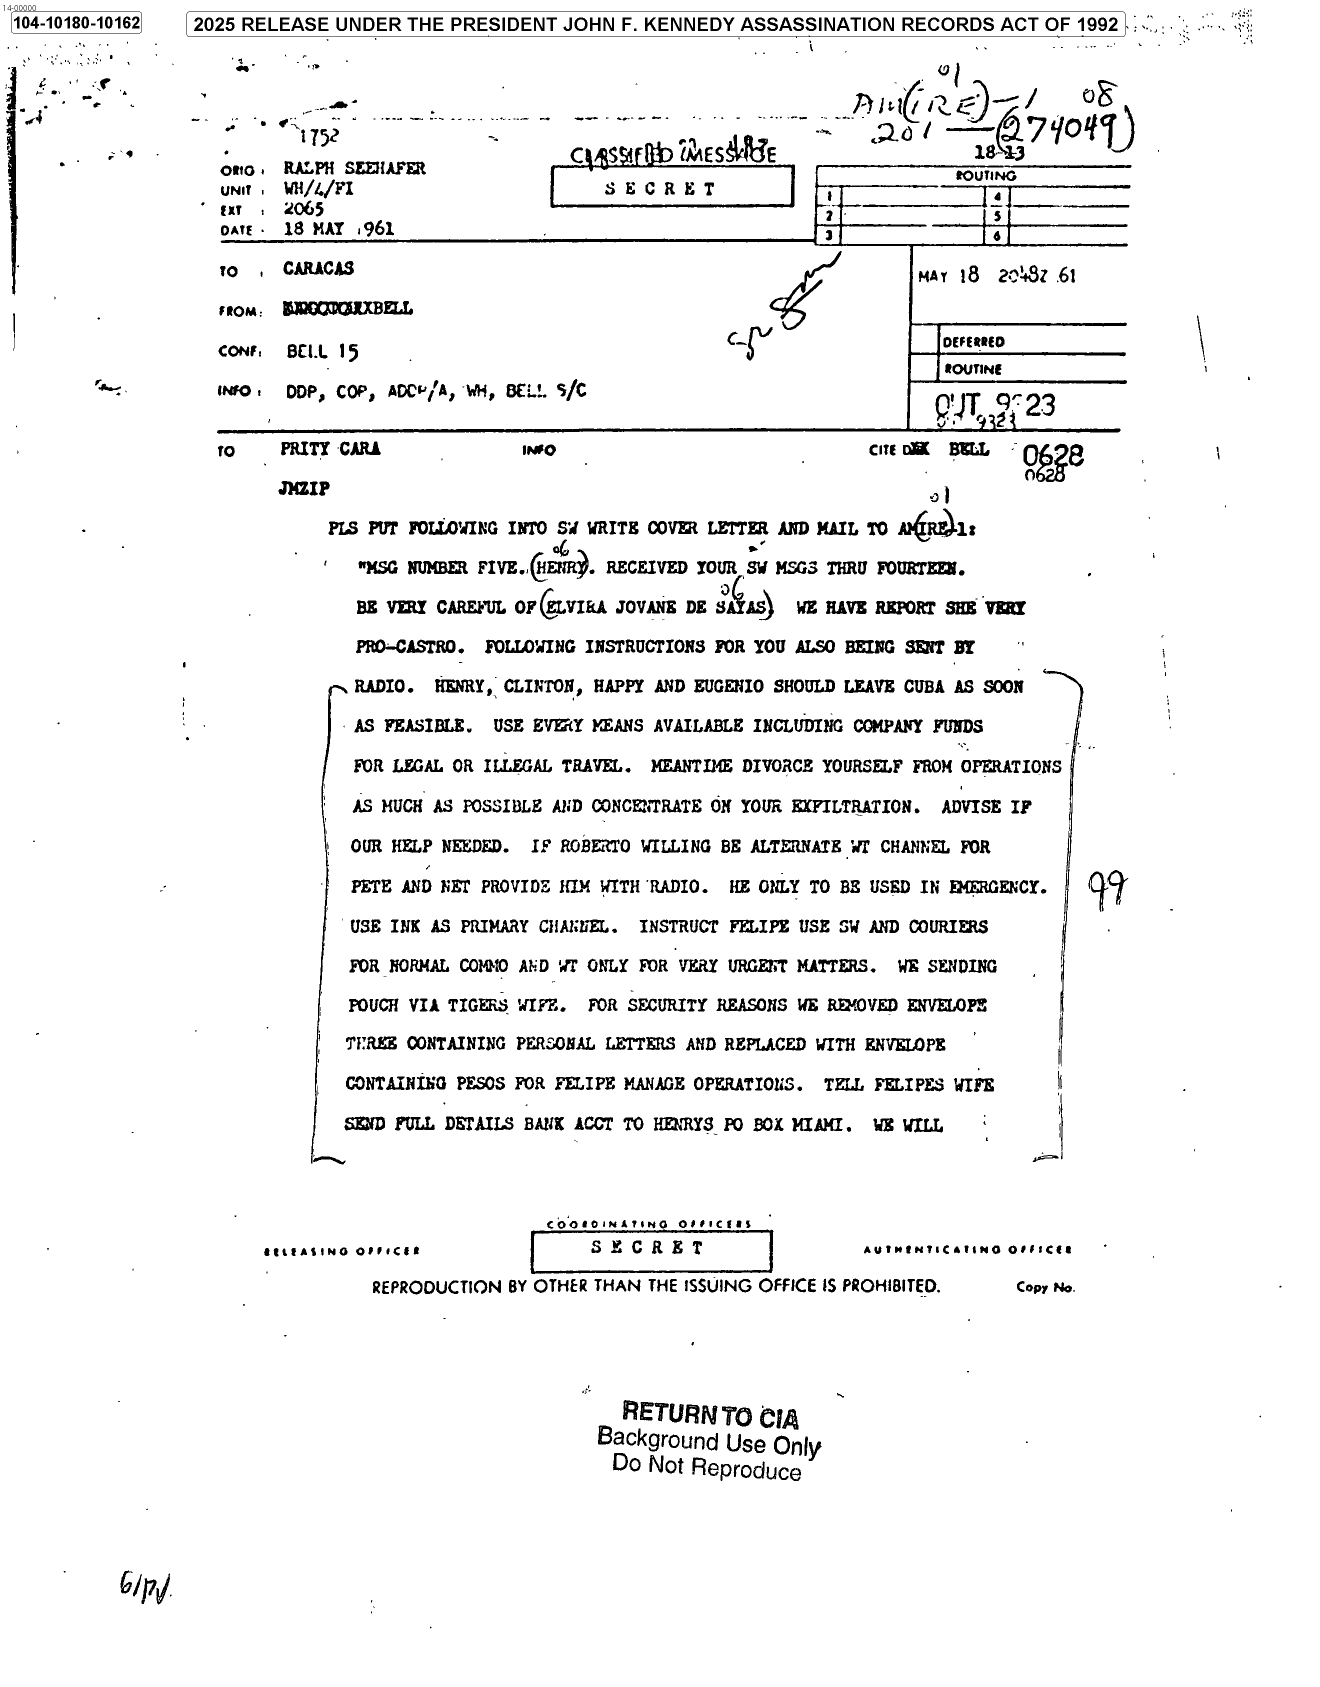 14-00000
104-10180-10162
2025 RELEASE UNDER THE PRESIDENT JOHN F. KENNEDY ASSASSINATION RECORDS ACT OF 1992
01
AM(IRE)-1 08
201-(274049)
1752
CLASSIFIED MESSAGE
18-13
ORIG : RALPH SEEHAFER
UNIT : WH/4/FI
EXT : 2065
DATE : 18 MAY 1961
SECRET
ROUTING
1 4
2 5
3 6
TO : CARACAS
FROM: BELL
CONF: BELL 15
INFO : DDP, COP, ADDP/A, WH, BELL S/C
MAY 18 2048Z 61
DEFERRED
ROUTINE
OUT 9323
OUT 9323
TO PRITY CARA INFO CITE BELL 0628
0628
JMZIP
01
PLS PUT FOLLOWING INTO SW WRITE COVER LETTER AND MAIL TO AM(IRE)-1:
06
"MSG NUMBER FIVE. (HENRY). RECEIVED YOUR SW MSGS THRU FOURTEEN.
06
BE VERY CAREFUL OF (ELVIRA JOVANE DE SAYAS) WE HAVE REPORT SHE VERY
PRO-CASTRO. FOLLOWING INSTRUCTIONS FOR YOU ALSO BEING SENT BY
RADIO. HENRY, CLINTON, HAPPY AND EUGENIO SHOULD LEAVE CUBA AS SOON
AS FEASIBLE. USE EVERY MEANS AVAILABLE INCLUDING COMPANY FUNDS
FOR LEGAL OR ILLEGAL TRAVEL. MEANTIME DIVORCE YOURSELF FROM OPERATIONS
AS MUCH AS POSSIBLE AND CONCENTRATE ON YOUR EXFILTRATION. ADVISE IF
OUR HELP NEEDED. IF ROBERTO WILLING BE ALTERNATE WT CHANNEL FOR
PETE AND NET PROVIDE HIM WITH RADIO. HE ONLY TO BE USED IN EMERGENCY.
99
USE INK AS PRIMARY CHANNEL. INSTRUCT FELIPE USE SW AND COURIERS
FOR NORMAL COMMO AND WT ONLY FOR VERY URGENT MATTERS. WE SENDING
POUCH VIA TIGERS WIFE. FOR SECURITY REASONS WE REMOVED ENVELOPE
THREE CONTAINING PERSONAL LETTERS AND REPLACED WITH ENVELOPE
CONTAINING PESOS FOR FELIPE MANAGE OPERATIONS. TELL FELIPES WIFE
SEND FULL DETAILS BANK ACCT TO HENRYS PO BOX MIAMI. WE WILL
COORDINATING OFFICERS
RELEASING OFFICER SECRET AUTHENTICATING OFFICER
REPRODUCTION BY OTHER THAN THE ISSUING OFFICE IS PROHIBITED. Copy No.
RETURN TO CIA
Background Use Only
Do Not Reproduce